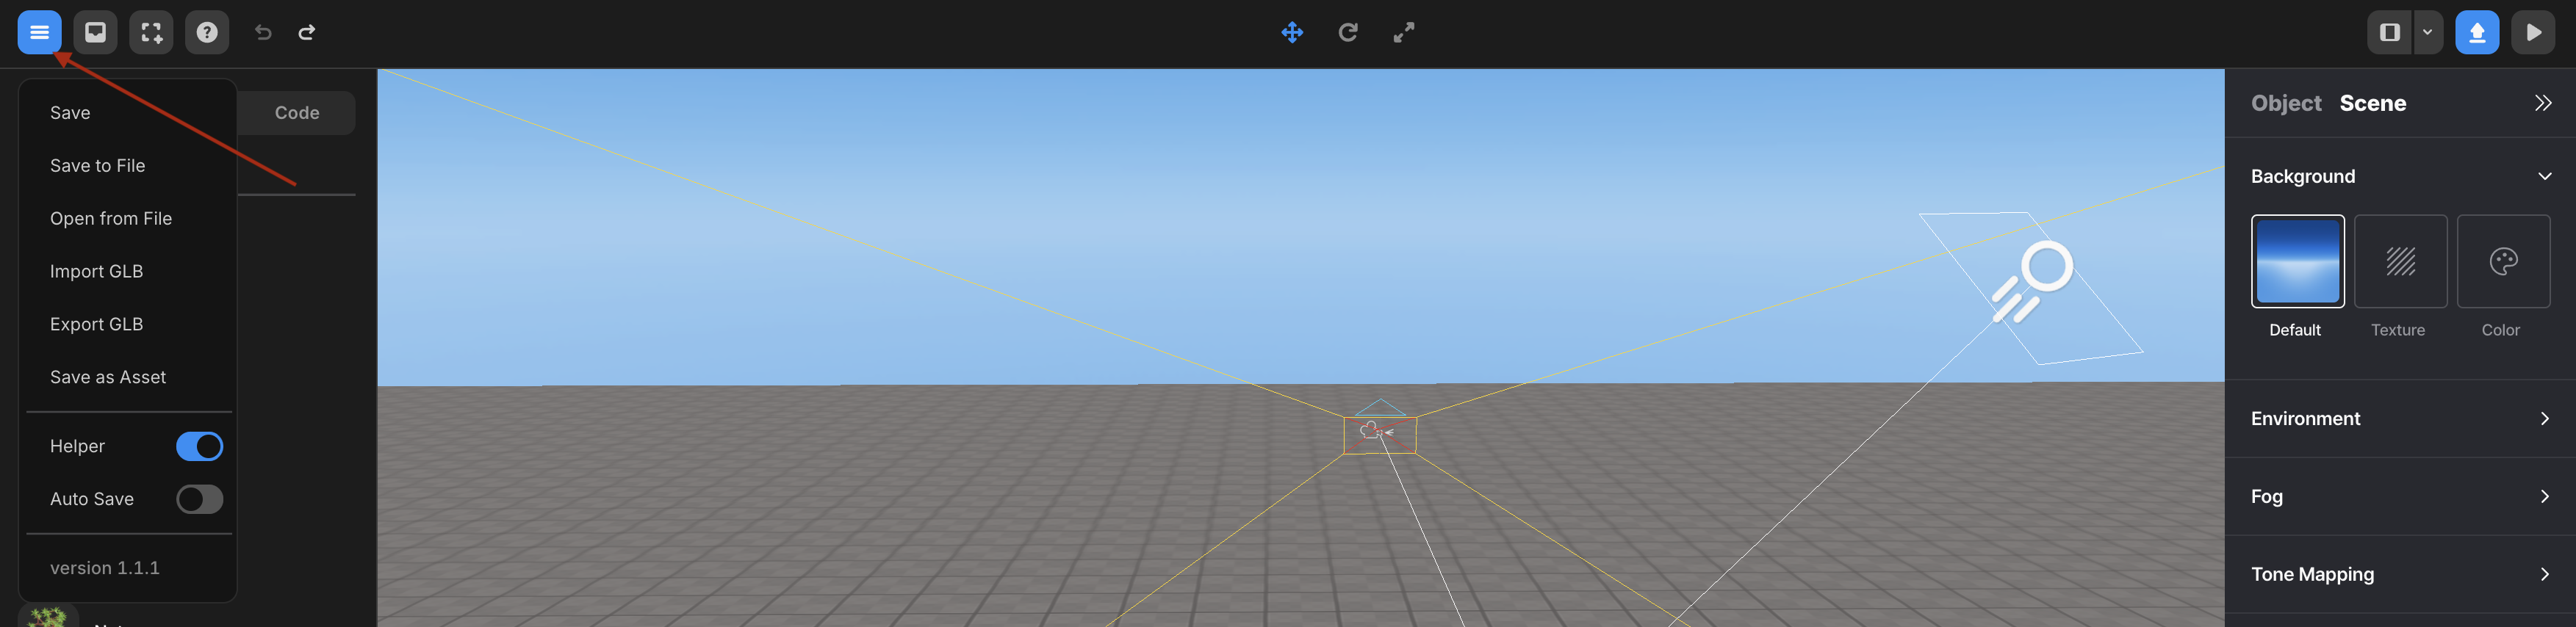 Save
Code
Save to File
Open from File
Import GLB
Export GLB
Save as Asset
Helper
Auto Save
version 1.1.1
Object Scene
Background
Default Texture Color
Environment
Fog
Tone Mapping